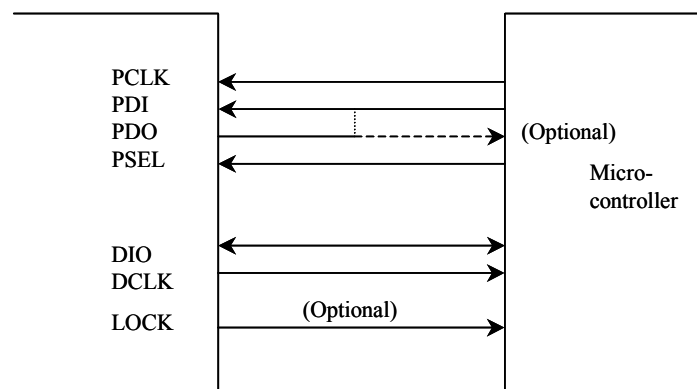 PCLK
PDI
PDO
(Optional)
PSEL
Micro-
controller
DIO
DCLK
(Optional)
LOCK